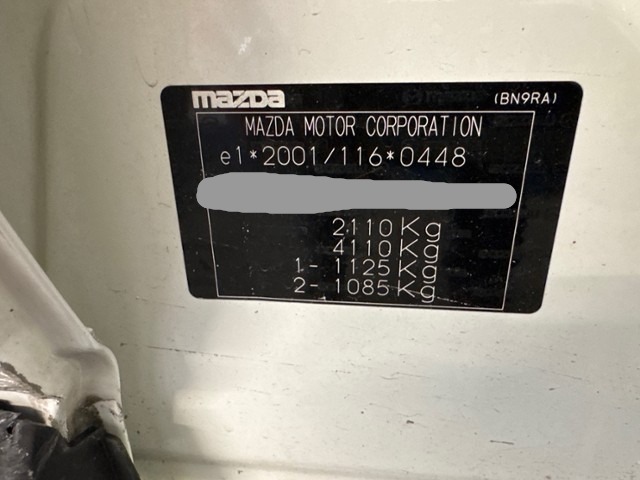 mazda (BN9RA)
MAZDA MOTOR CORPORATION
e1*2001/116*0448
2110Kg
4110Kg
1- 1125Kg
2- 1085Kg